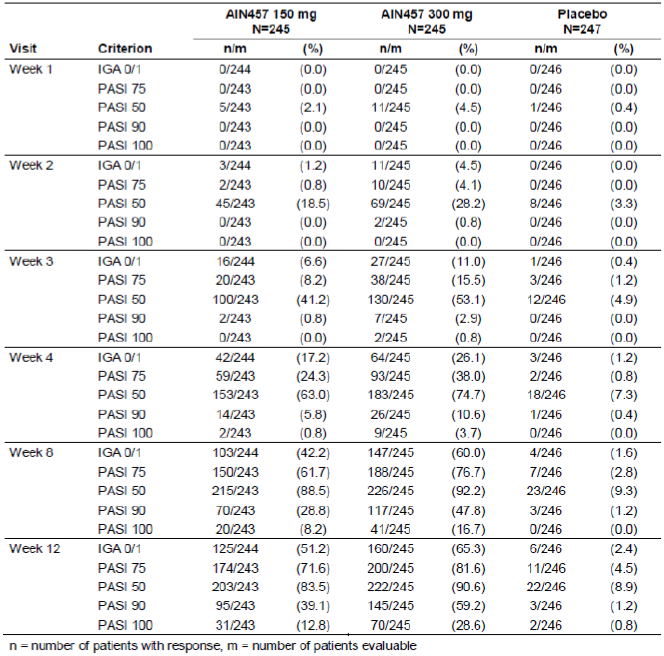 AIN457 150 mg AIN457 300 mg Placebo
N=245 N=245 N=247
Visit Criterion n/m (%) n/m (%) n/m (%)
Week 1 IGA 0/1 0/244 (0.0) 0/245 (0.0) 0/246 (0.0)
PASI 75 0/243 (0.0) 0/245 (0.0) 0/246 (0.0)
PASI 50 5/243 (2.1) 11/245 (4.5) 1/246 (0.4)
PASI 90 0/243 (0.0) 0/245 (0.0) 0/246 (0.0)
PASI 100 0/243 (0.0) 0/245 (0.0) 0/246 (0.0)
Week 2 IGA 0/1 3/244 (1.2) 11/245 (4.5) 0/246 (0.0)
PASI 75 2/243 (0.8) 10/245 (4.1) 0/246 (0.0)
PASI 50 45/243 (18.5) 69/245 (28.2) 8/246 (3.3)
PASI 90 0/243 (0.0) 2/245 (0.8) 0/246 (0.0)
PASI 100 0/243 (0.0) 0/245 (0.0) 0/246 (0.0)
Week 3 IGA 0/1 16/244 (6.6) 27/245 (11.0) 1/246 (0.4)
PASI 75 20/243 (8.2) 38/245 (15.5) 3/246 (1.2)
PASI 50 100/243 (41.2) 130/245 (53.1) 12/246 (4.9)
PASI 90 2/243 (0.8) 7/245 (2.9) 0/246 (0.0)
PASI 100 0/243 (0.0) 2/245 (0.8) 0/246 (0.0)
Week 4 IGA 0/1 42/244 (17.2) 64/245 (26.1) 3/246 (1.2)
PASI 75 59/243 (24.3) 93/245 (38.0) 2/246 (0.8)
PASI 50 153/243 (63.0) 183/245 (74.7) 18/246 (7.3)
PASI 90 14/243 (5.8) 26/245 (10.6) 1/246 (0.4)
PASI 100 2/243 (0.8) 9/245 (3.7) 0/246 (0.0)
Week 8 IGA 0/1 103/244 (42.2) 147/245 (60.0) 4/246 (1.6)
PASI 75 150/243 (61.7) 188/245 (76.7) 7/246 (2.8)
PASI 50 215/243 (88.5) 226/245 (92.2) 23/246 (9.3)
PASI 90 70/243 (28.8) 117/245 (47.8) 3/246 (1.2)
PASI 100 20/243 (8.2) 41/245 (16.7) 0/246 (0.0)
Week 12 IGA 0/1 125/244 (51.2) 160/245 (65.3) 6/246 (2.4)
PASI 75 174/243 (71.6) 200/245 (81.6) 11/246 (4.5)
PASI 50 203/243 (83.5) 222/245 (90.6) 22/246 (8.9)
PASI 90 95/243 (39.1) 145/245 (59.2) 3/246 (1.2)
PASI 100 31/243 (12.8) 70/245 (28.6) 2/246 (0.8)
n = number of patients with response, m = number of patients evaluable